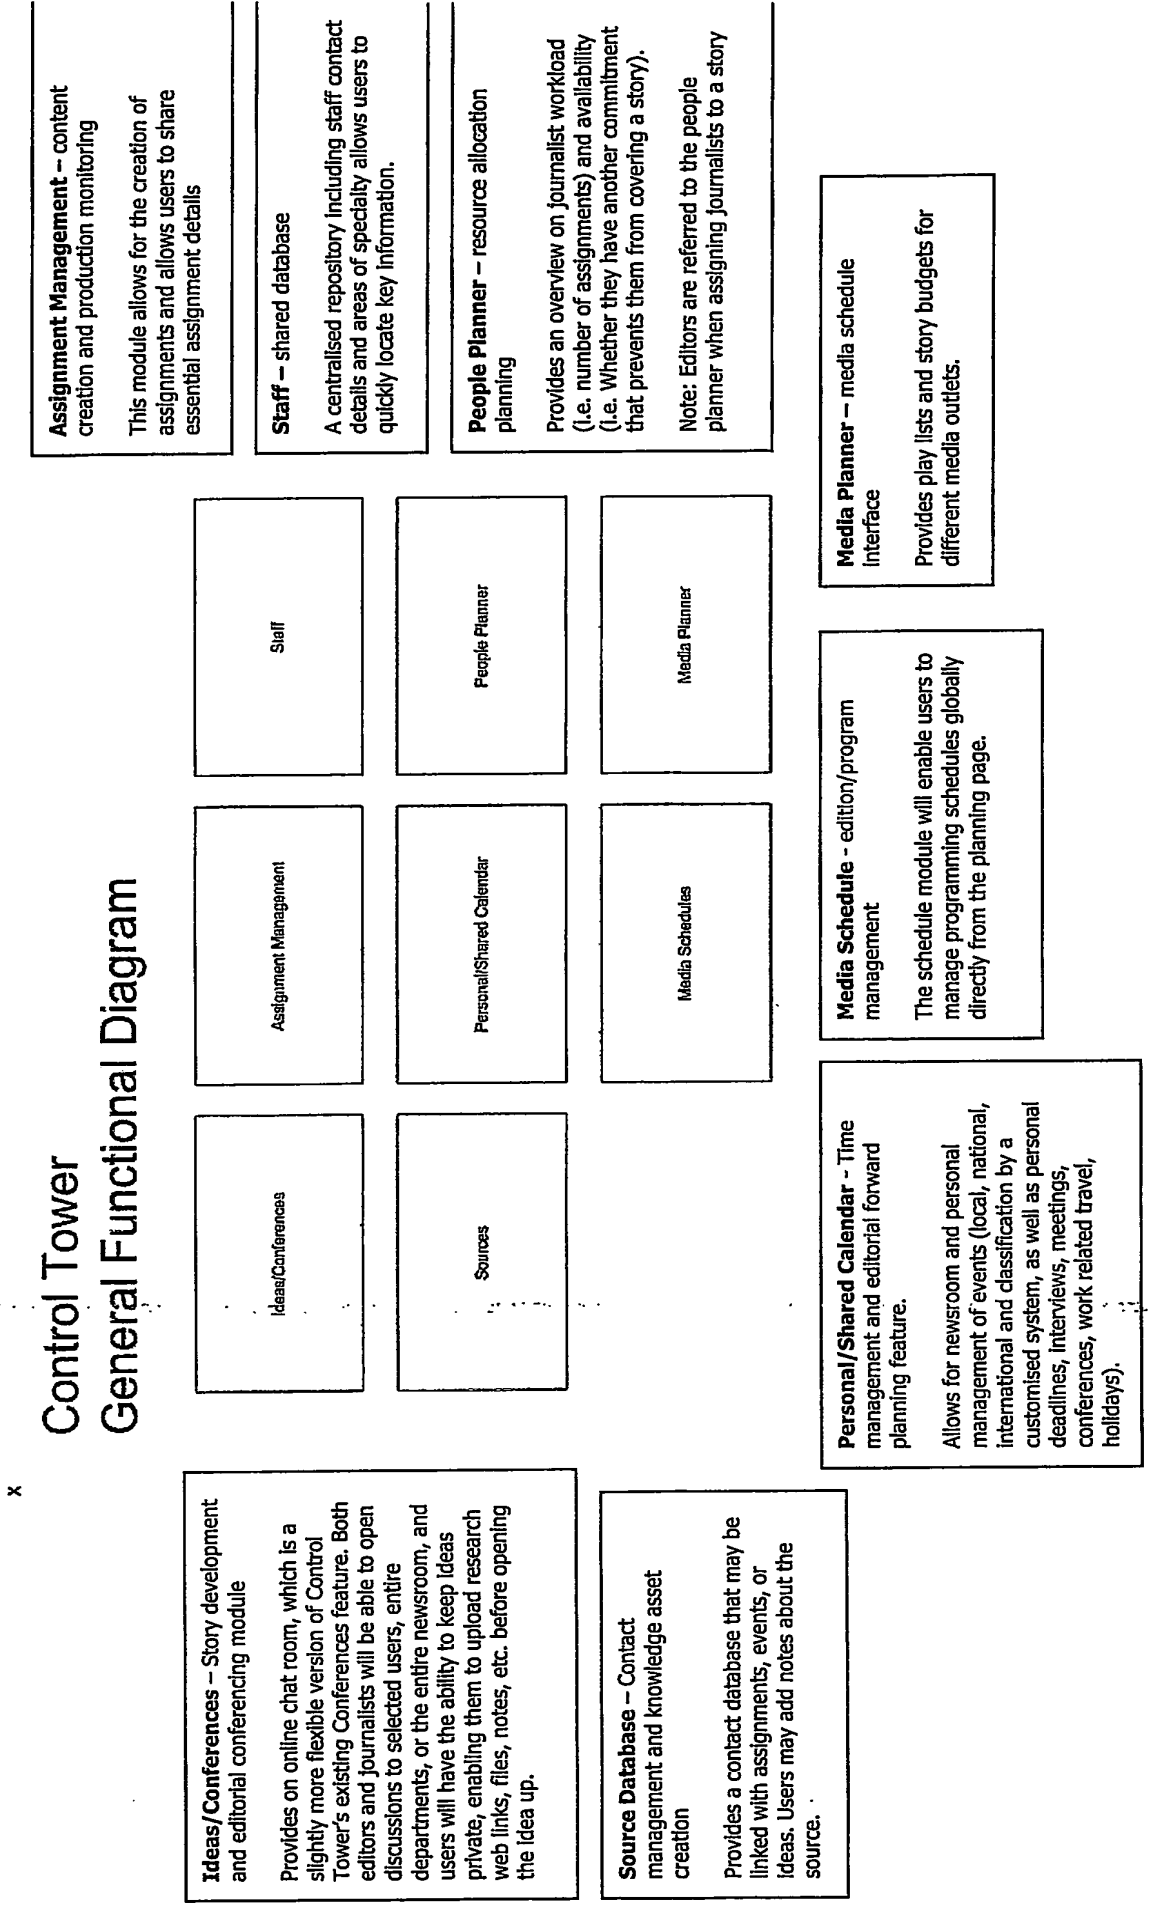 x
Control Tower
General Functional Diagram
Ideas/Conferences – Story development
and editorial conferencing module
Provides on online chat room, which is a
slightly more flexible version of Control
Tower's existing Conferences feature. Both
editors and journalists will be able to open
discussions to selected users, entire
departments, or the entire newsroom, and
users will have the ability to keep ideas
private, enabling them to upload research
web links, files, notes, etc. before opening
the idea up.
Source Database – Contact
management and knowledge asset
creation
Provides a contact database that may be
linked with assignments, events, or
ideas. Users may add notes about the
source.
Ideas/Conferences
Assignment Management
Staff
Sources
Personal/Shared Calendar
People Planner
Media Schedules
Media Planner
Assignment Management – content
creation and production monitoring
This module allows for the creation of
assignments and allows users to share
essential assignment details
Staff – shared database
A centralised repository including staff contact
details and areas of specialty allows users to
quickly locate key information.
People Planner – resource allocation
planning
Provides an overview on journalist workload
(i.e. number of assignments) and availability
(i.e. Whether they have another commitment
that prevents them from covering a story).
Note: Editors are referred to the people
planner when assigning journalists to a story
Personal/Shared Calendar - Time
management and editorial forward
planning feature.
Allows for newsroom and personal
management of events (local, national,
international and classification by a
customised system, as well as personal
deadlines, interviews, meetings,
conferences, work related travel,
holidays).
Media Schedule - edition/program
management
The schedule module will enable users to
manage programming schedules globally
directly from the planning page.
Media Planner – media schedule
interface
Provides play lists and story budgets for
different media outlets.